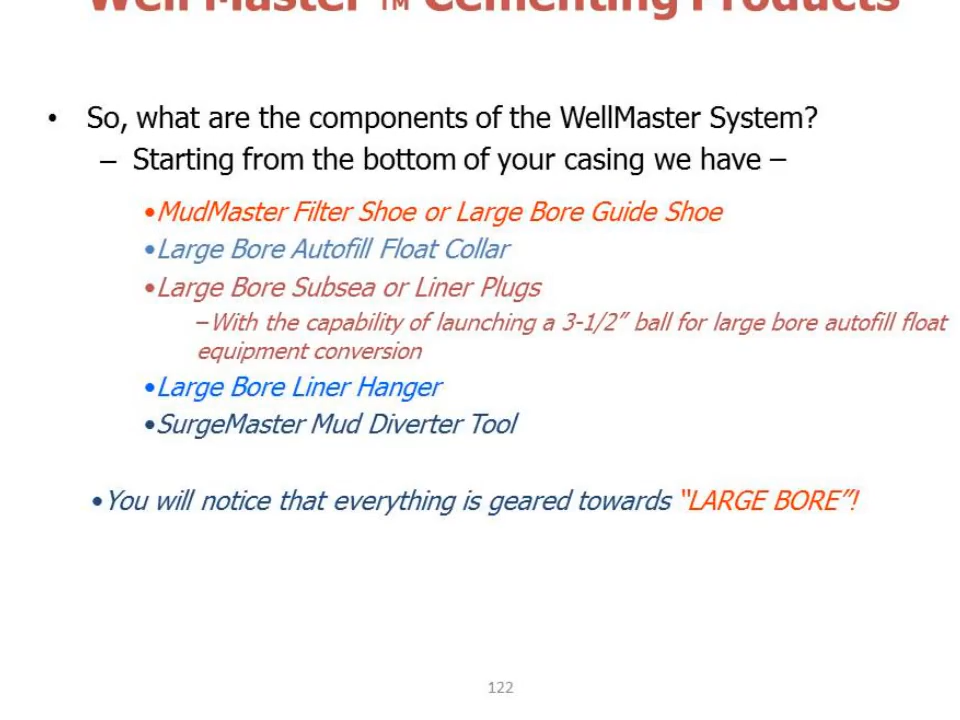 Well Master ™ Cementing Products
• So, what are the components of the WellMaster System?
– Starting from the bottom of your casing we have –
•MudMaster Filter Shoe or Large Bore Guide Shoe
•Large Bore Autofill Float Collar
•Large Bore Subsea or Liner Plugs
–With the capability of launching a 3-1/2” ball for large bore autofill float
equipment conversion
•Large Bore Liner Hanger
•SurgeMaster Mud Diverter Tool
•You will notice that everything is geared towards “LARGE BORE”!
122